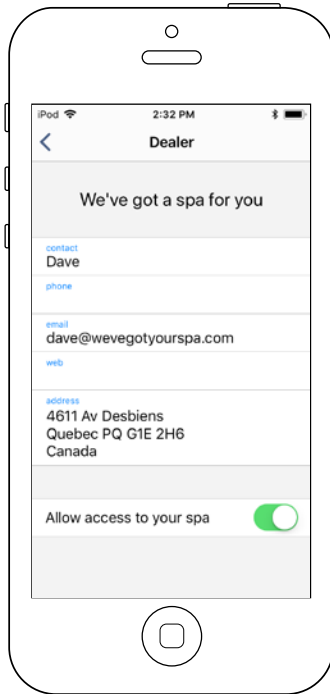 iPod 2:32 PM
Dealer
We've got a spa for you
contact
Dave
phone
email
dave@wevegotyourspa.com
web
address
4611 Av Desbiens
Quebec PQ G1E 2H6
Canada
Allow access to your spa